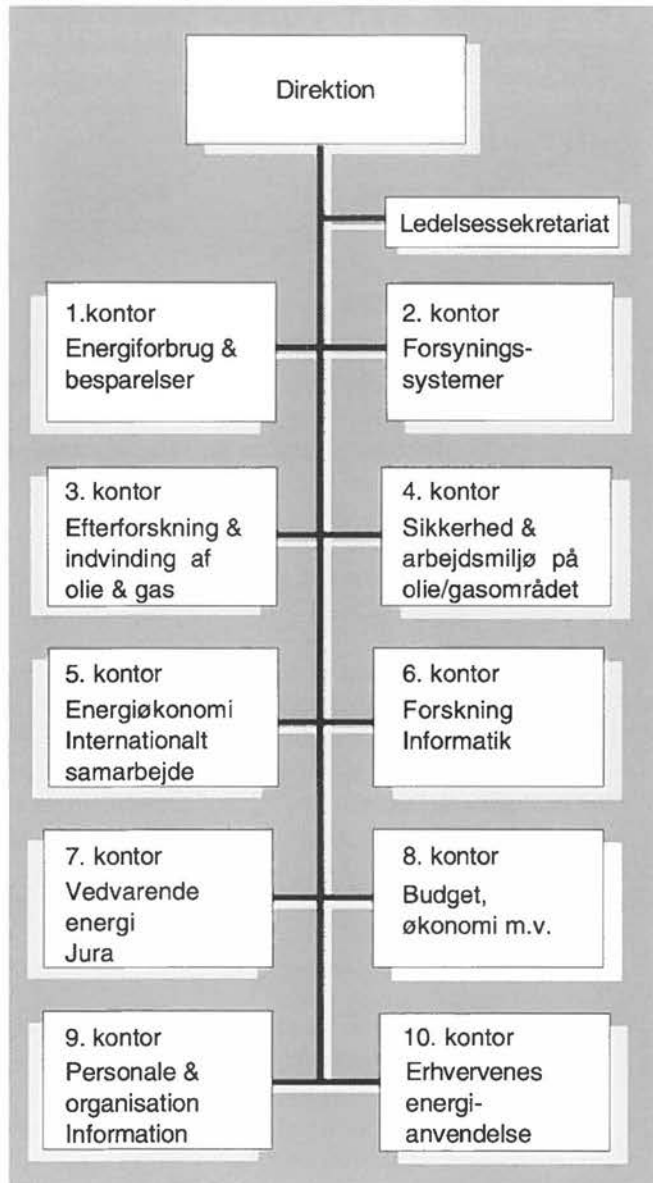 Direktion
Ledelsessekretariat
1.kontor
Energiforbrug &
besparelser
2. kontor
Forsynings-
systemer
3. kontor
Efterforskning &
indvinding af
olie & gas
4. kontor
Sikkerhed &
arbejdsmiljø på
olie/gasområdet
5. kontor
Energiøkonomi
Internationalt
samarbejde
6. kontor
Forskning
Informatik
7. kontor
Vedvarende
energi
Jura
8. kontor
Budget,
økonomi m.v.
9. kontor
Personale &
organisation
Information
10. kontor
Erhvervenes
energi-
anvendelse